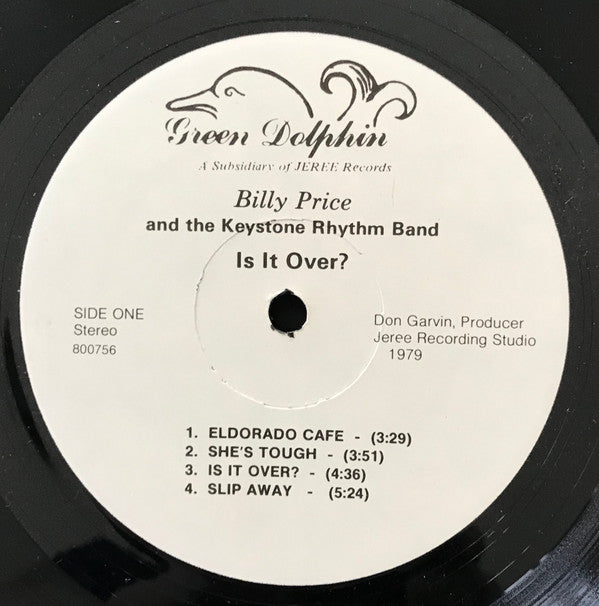 Green Dolphin
A Subsidiary of JEREE Records
Billy Price
and the Keystone Rhythm Band
Is It Over?
SIDE ONE
Stereo
800756
Don Garvin, Producer
Jeree Recording Studio
1979
1. ELDORADO CAFE - (3:29)
2. SHE'S TOUGH - (3:51)
3. IS IT OVER? - (4:36)
4. SLIP AWAY - (5:24)